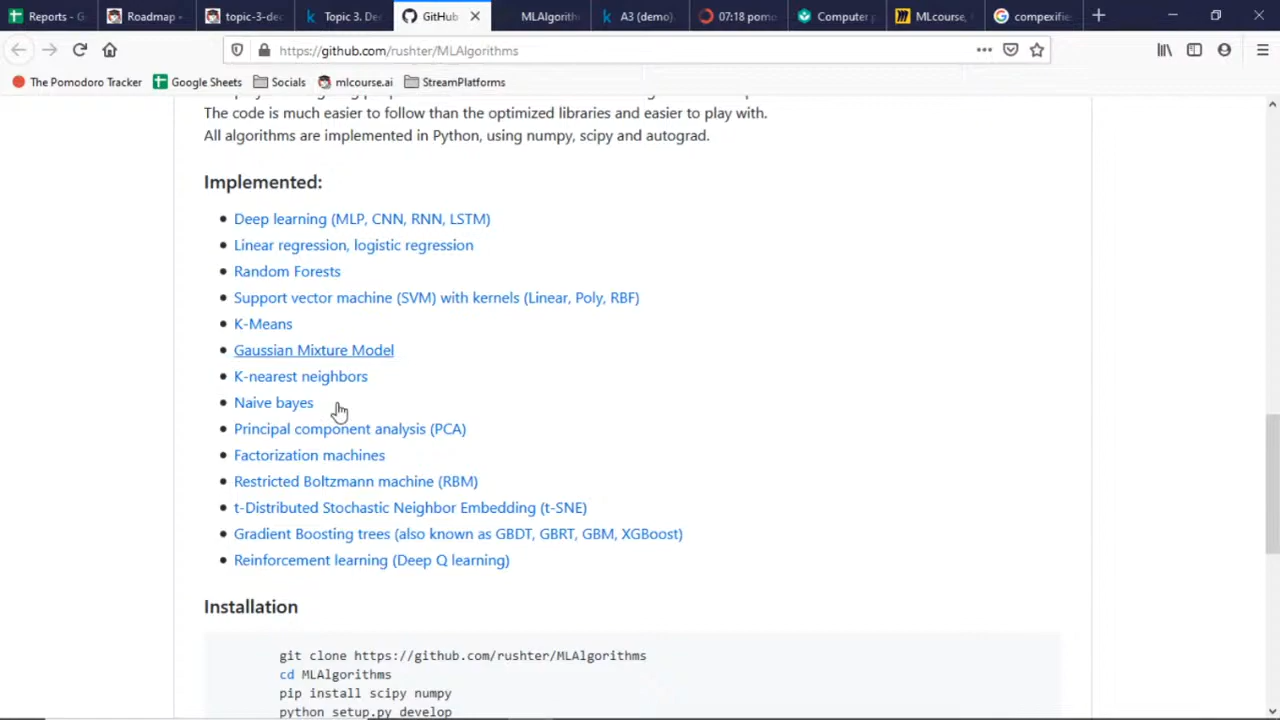 Reports - G
Roadmap
topic-3-dec
Topic 3. De
GitHub
MLAlgorith
A3 (demo).
07:18 pomo
Computer p
MLcourse,
compexifie
https://github.com/rushter/MLAlgorithms
The Pomodoro Tracker
Google Sheets
Socials
mlcourse.ai
StreamPlatforms
The code is much easier to follow than the optimized libraries and easier to play with.
All algorithms are implemented in Python, using numpy, scipy and autograd.
Implemented:
Deep learning (MLP, CNN, RNN, LSTM)
Linear regression, logistic regression
Random Forests
Support vector machine (SVM) with kernels (Linear, Poly, RBF)
K-Means
Gaussian Mixture Model
K-nearest neighbors
Naive bayes
Principal component analysis (PCA)
Factorization machines
Restricted Boltzmann machine (RBM)
t-Distributed Stochastic Neighbor Embedding (t-SNE)
Gradient Boosting trees (also known as GBDT, GBRT, GBM, XGBoost)
Reinforcement learning (Deep Q learning)
Installation
git clone https://github.com/rushter/MLAlgorithms
cd MLAlgorithms
pip install scipy numpy
python setup.py develop